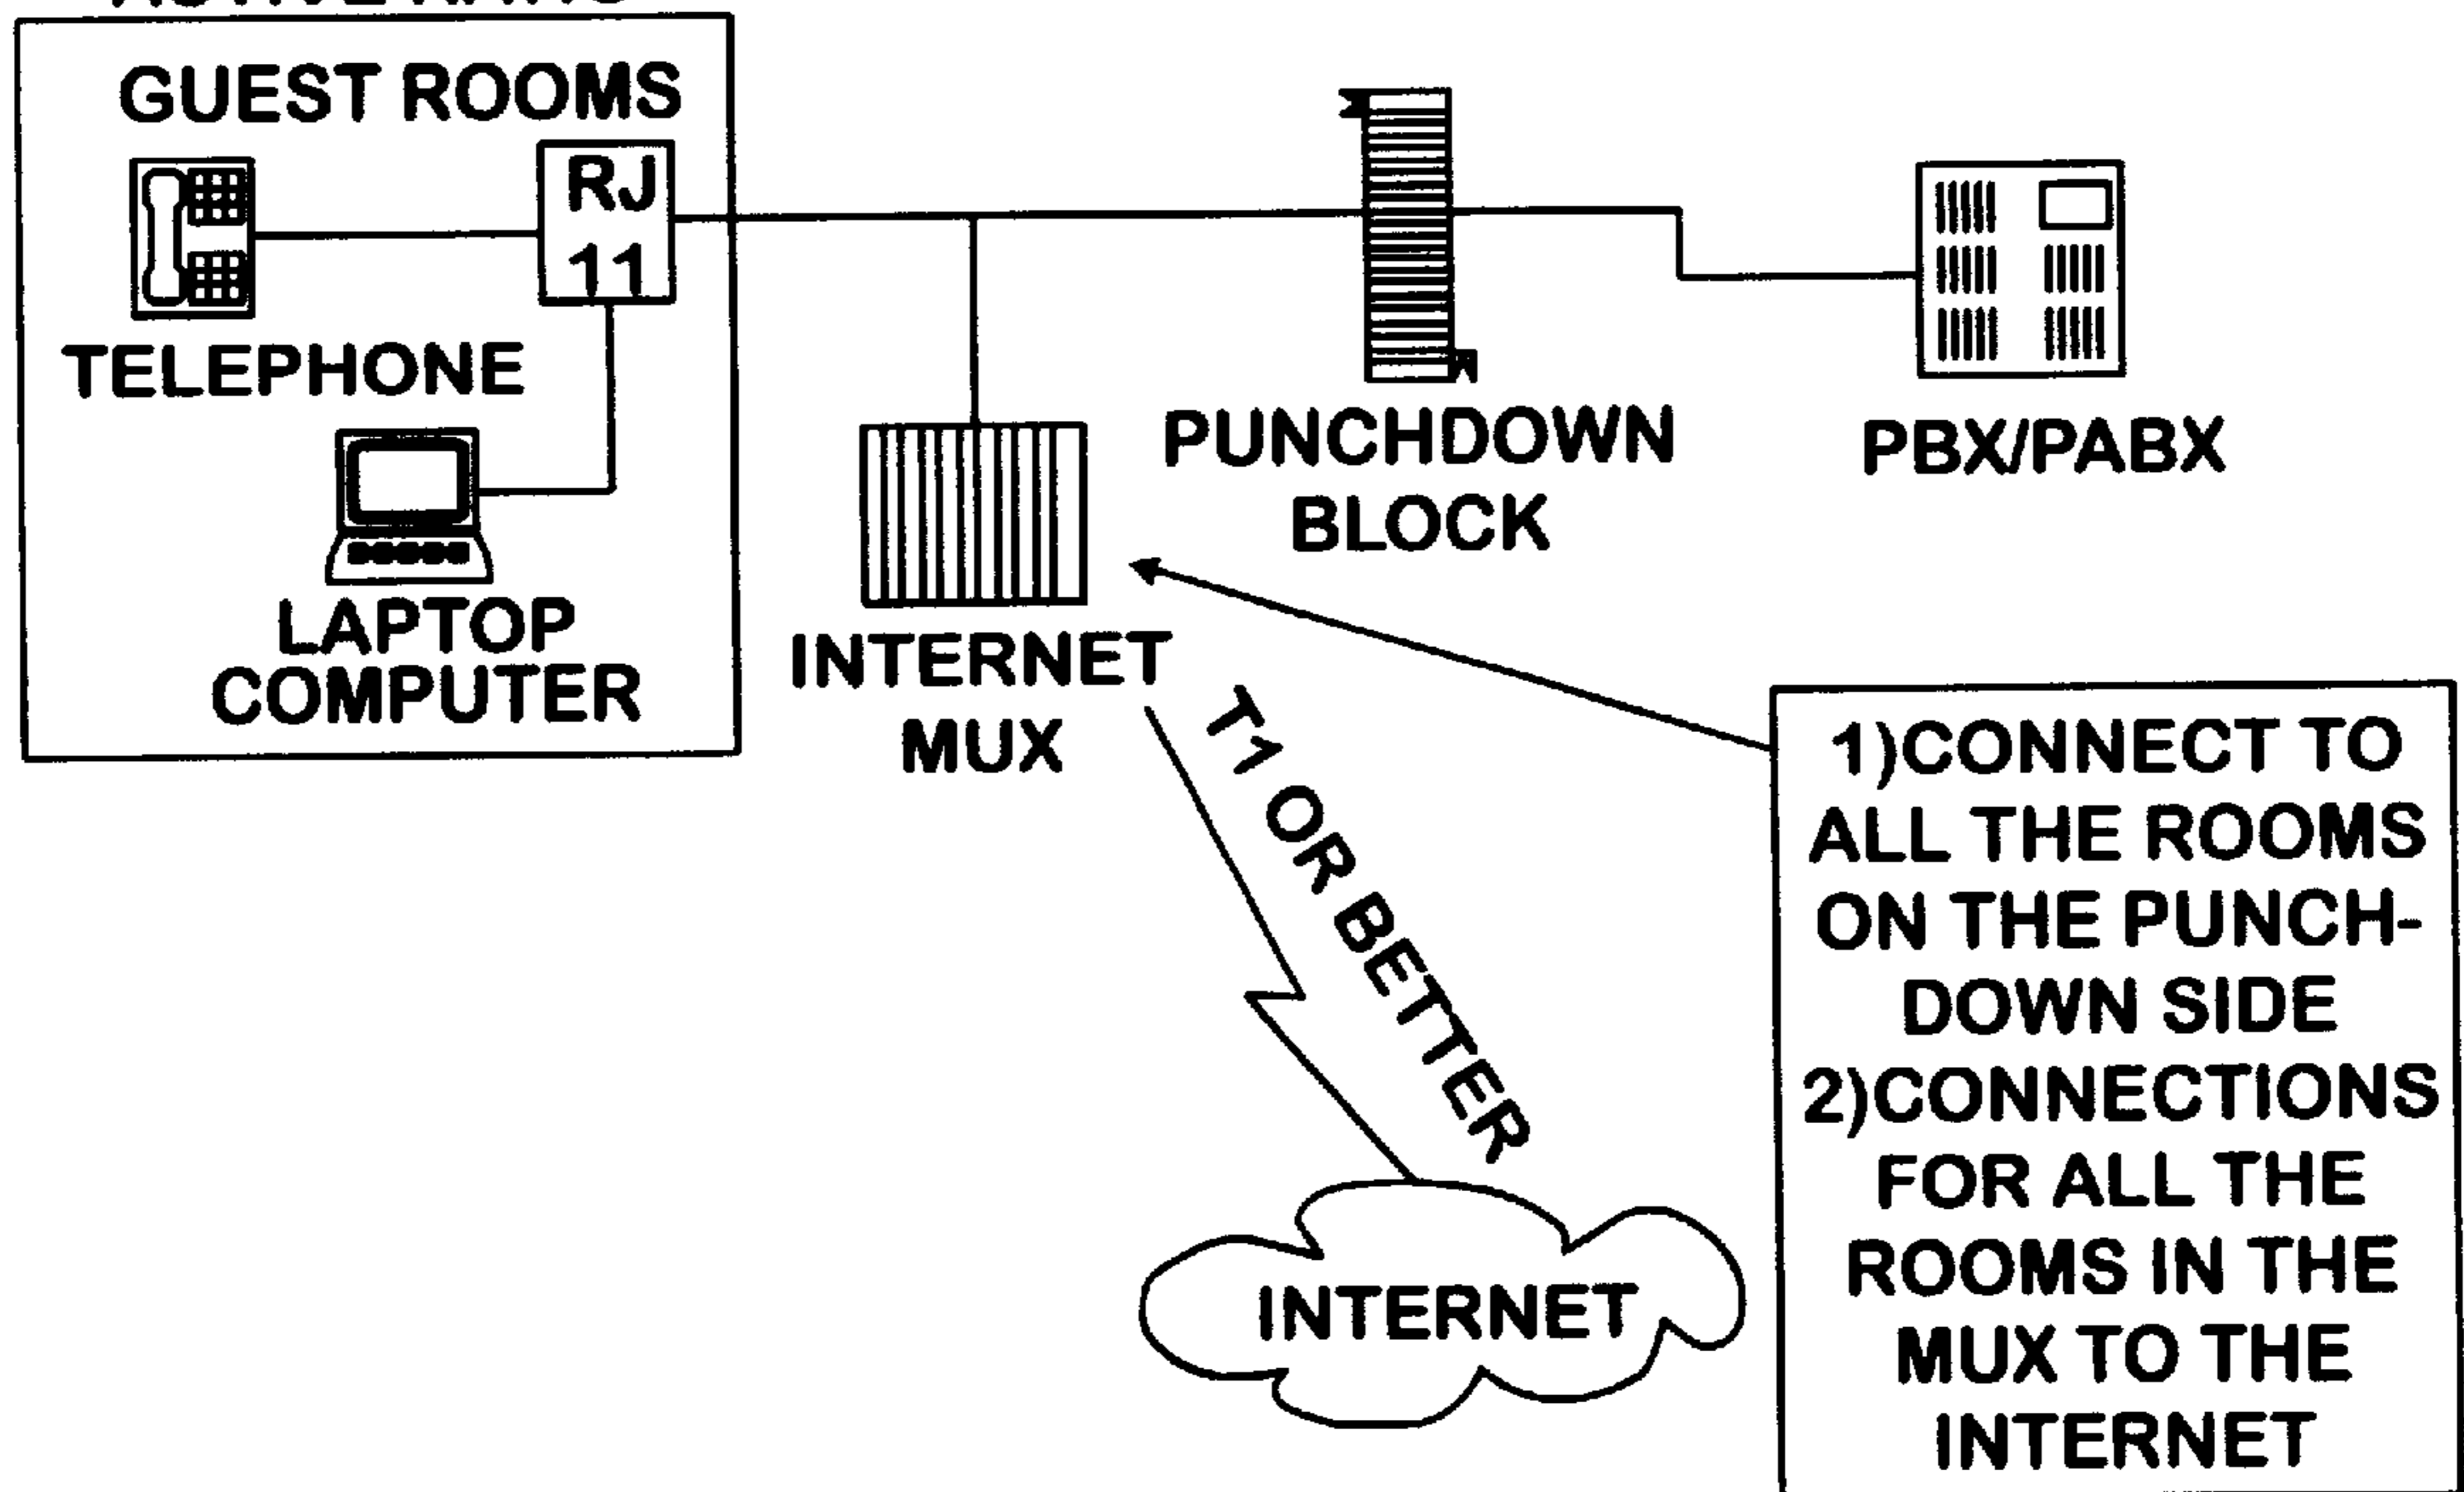 GUEST ROOMS
RJ
11
TELEPHONE
LAPTOP
COMPUTER
INTERNET
MUX
PUNCHDOWN
BLOCK
PBX/PABX
T1 OR BETTER
INTERNET
1)CONNECT TO
ALL THE ROOMS
ON THE PUNCH-
DOWN SIDE
2)CONNECTIONS
FOR ALL THE
ROOMS IN THE
MUX TO THE
INTERNET